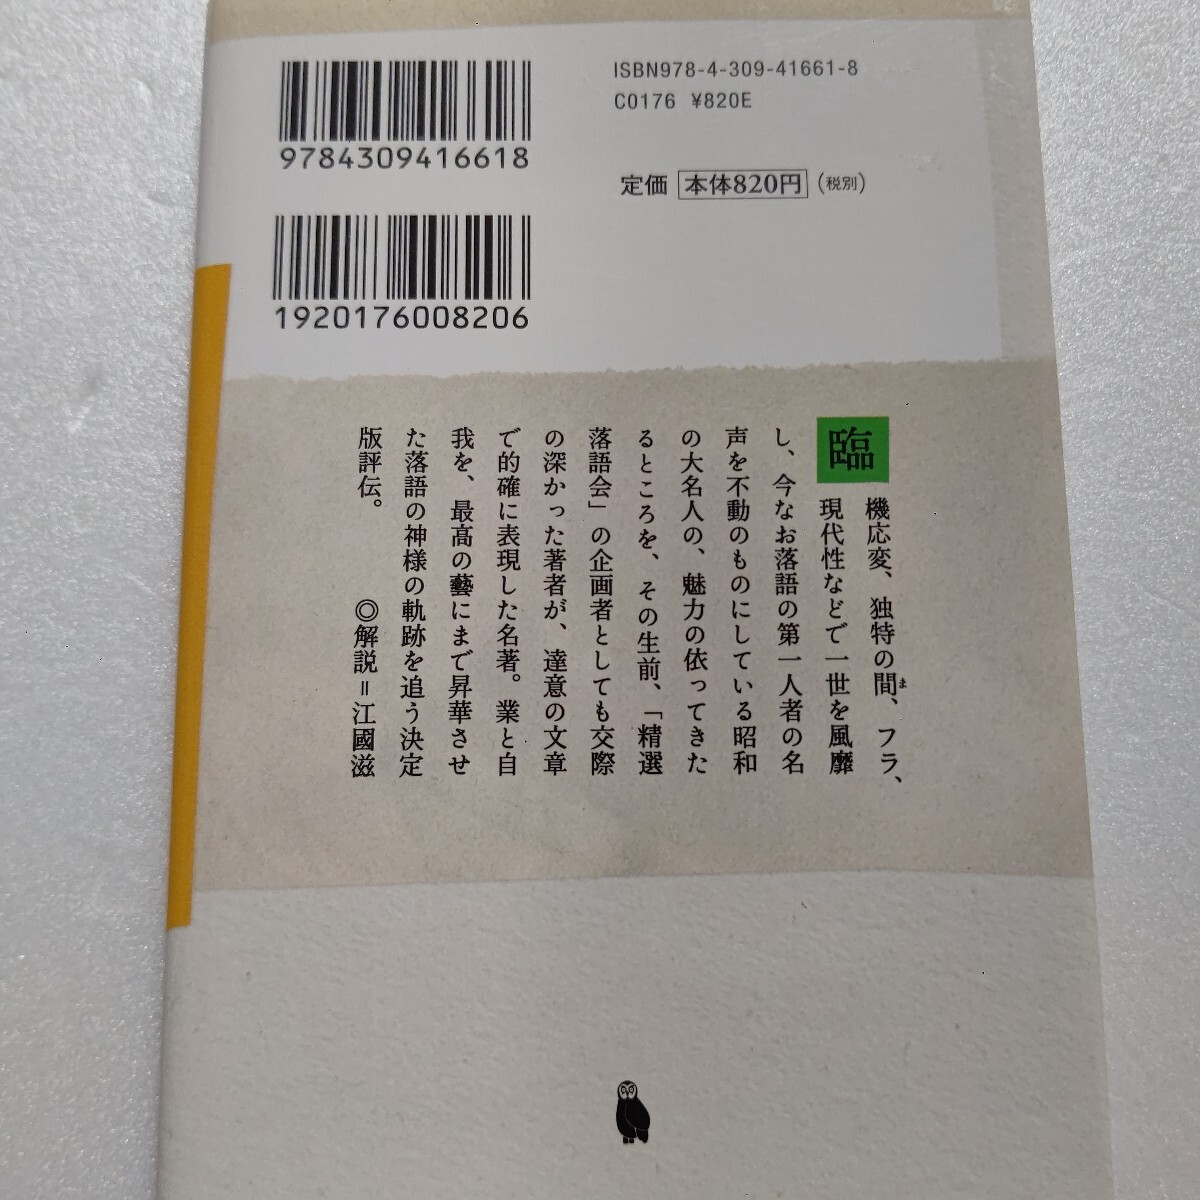 ISBN978-4-309-41661-8
C0176 ¥820E
9784309416618
定価 本体820円(税別)
1920176008206
臨
機応変、独特の間、フラ、
ま
現代性などで一世を風靡
し、今なお落語の第一人者の名
声を不動のものにしている昭和
の大名人の、魅力の依ってきた
るところを、その生前、「精選
落語会」の企画者としても交際
の深かった著者が、達意の文章
で的確に表現した名著。業と自
我を、最高の藝にまで昇華させ
た落語の神様の軌跡を追う決定
版評伝。 ◎解説=江國滋